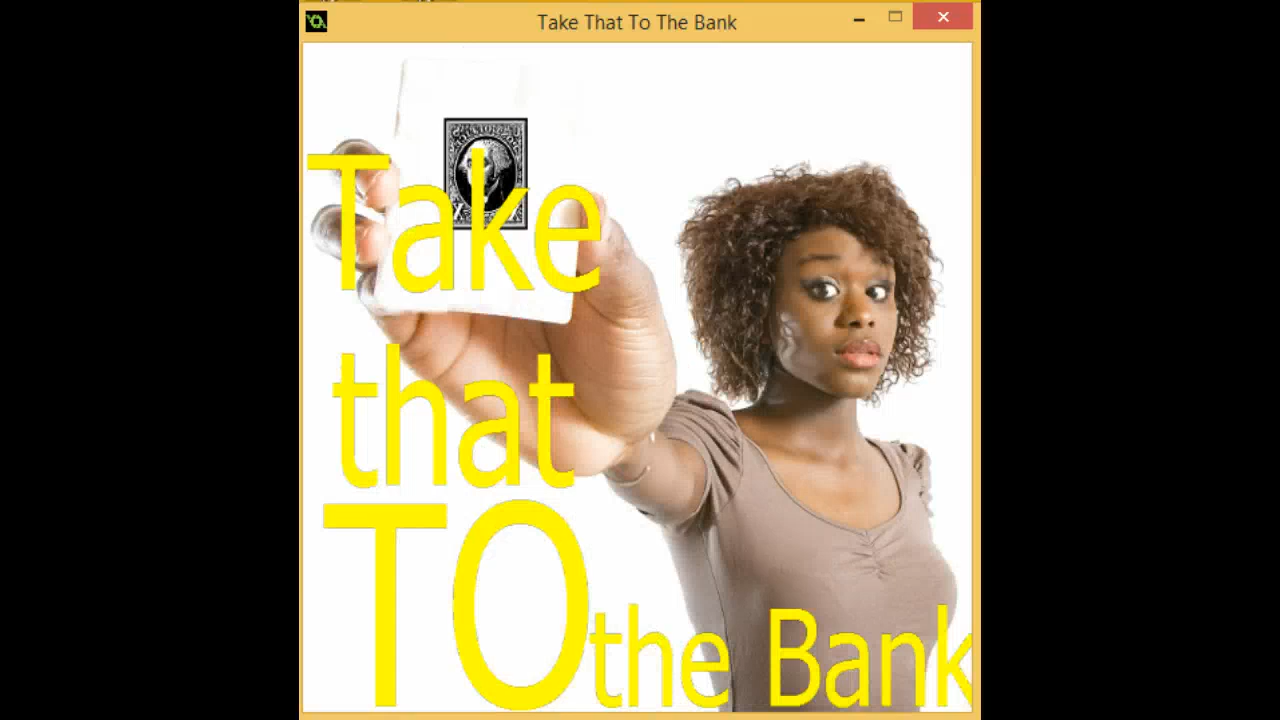 Take That To The Bank
Take
that
TO
the Bank